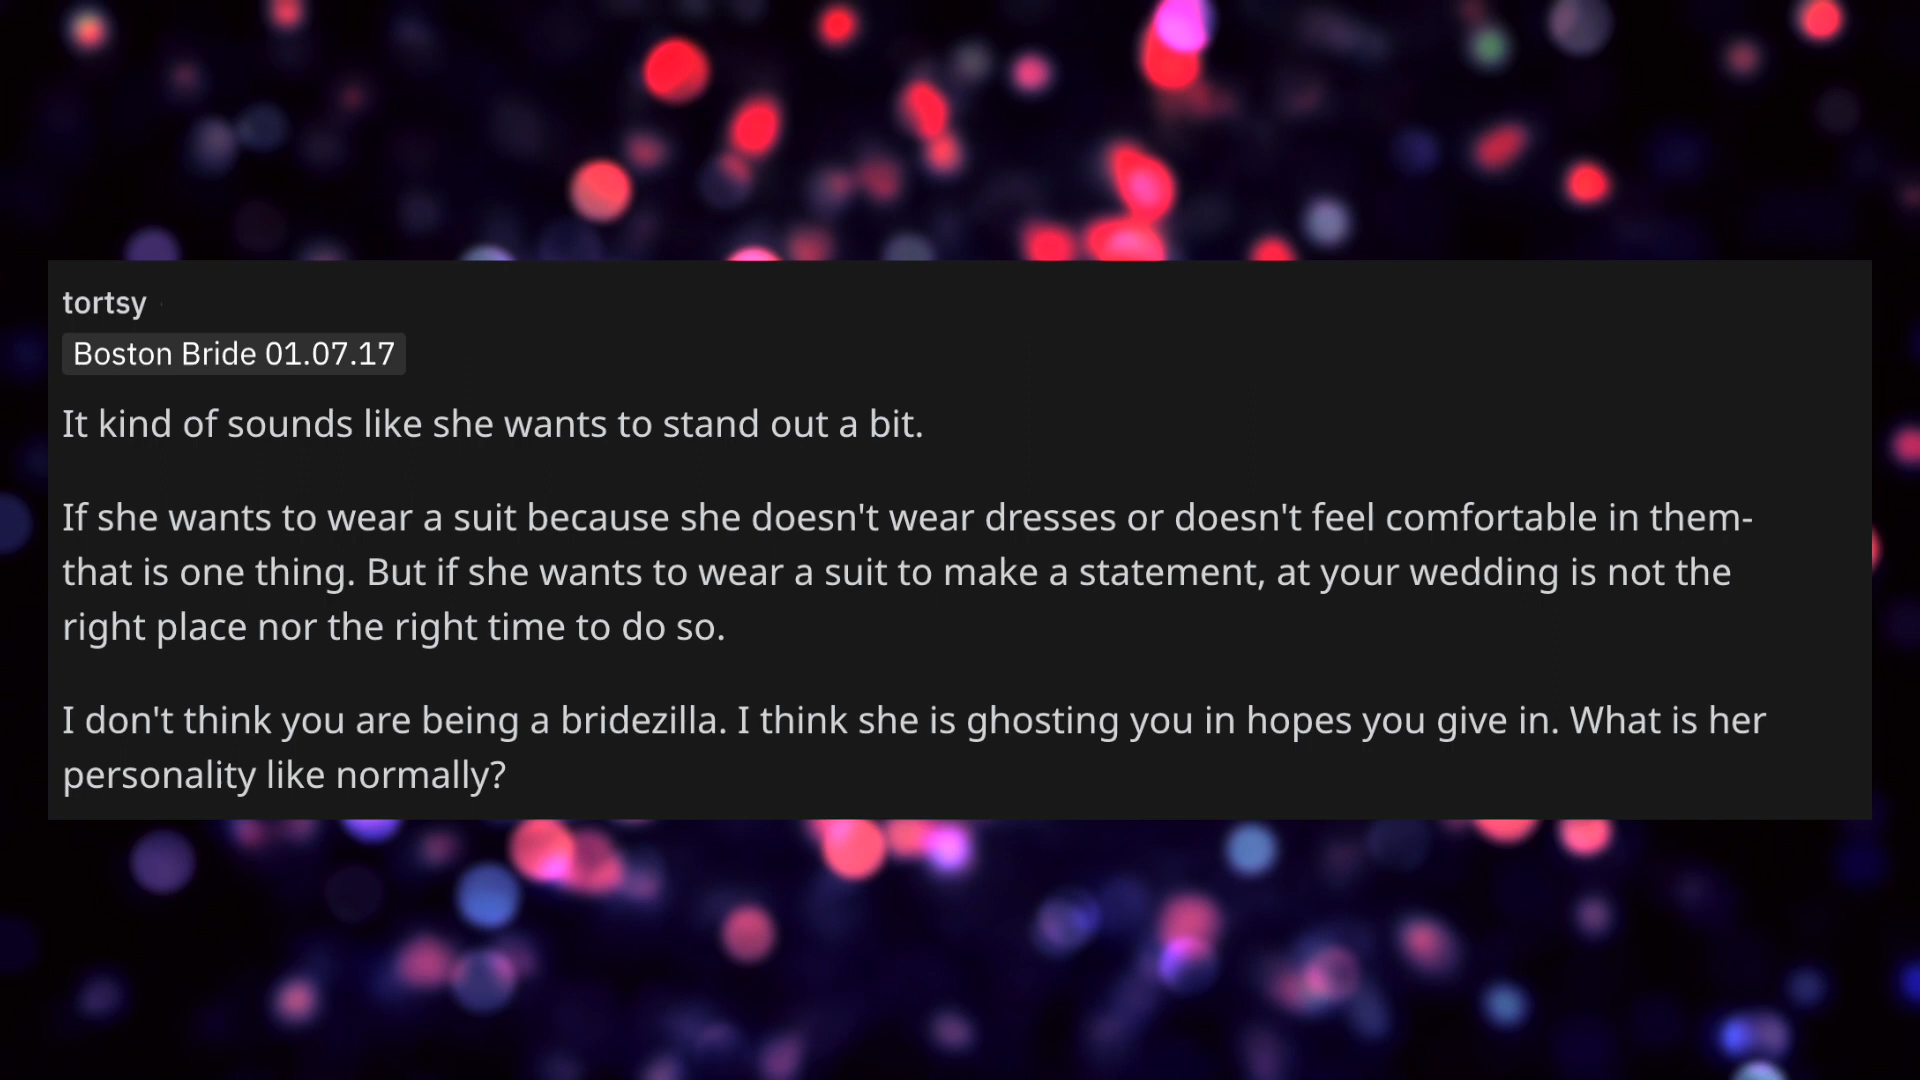 tortsy
Boston Bride 01.07.17
It kind of sounds like she wants to stand out a bit.
If she wants to wear a suit because she doesn't wear dresses or doesn't feel comfortable in them-
that is one thing. But if she wants to wear a suit to make a statement, at your wedding is not the
right place nor the right time to do so.
I don't think you are being a bridezilla. I think she is ghosting you in hopes you give in. What is her
personality like normally?